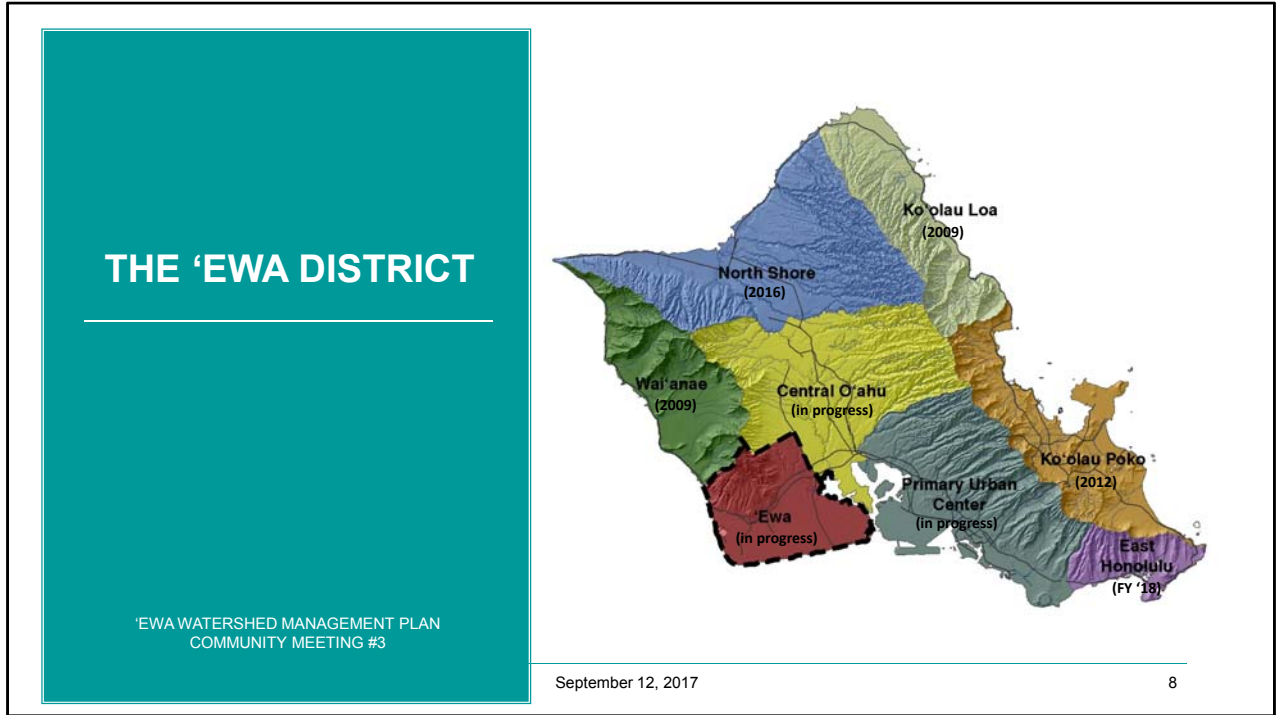 THE ‘EWA DISTRICT
‘EWA WATERSHED MANAGEMENT PLAN
COMMUNITY MEETING #3
Ko‘olau Loa
(2009)
North Shore
(2016)
Wai‘anae
(2009)
Central O‘ahu
(in progress)
Ko‘olau Poko
(2012)
Primary Urban
Center
(in progress)
‘Ewa
(in progress)
East
Honolulu
(FY ‘18)
September 12, 2017
8